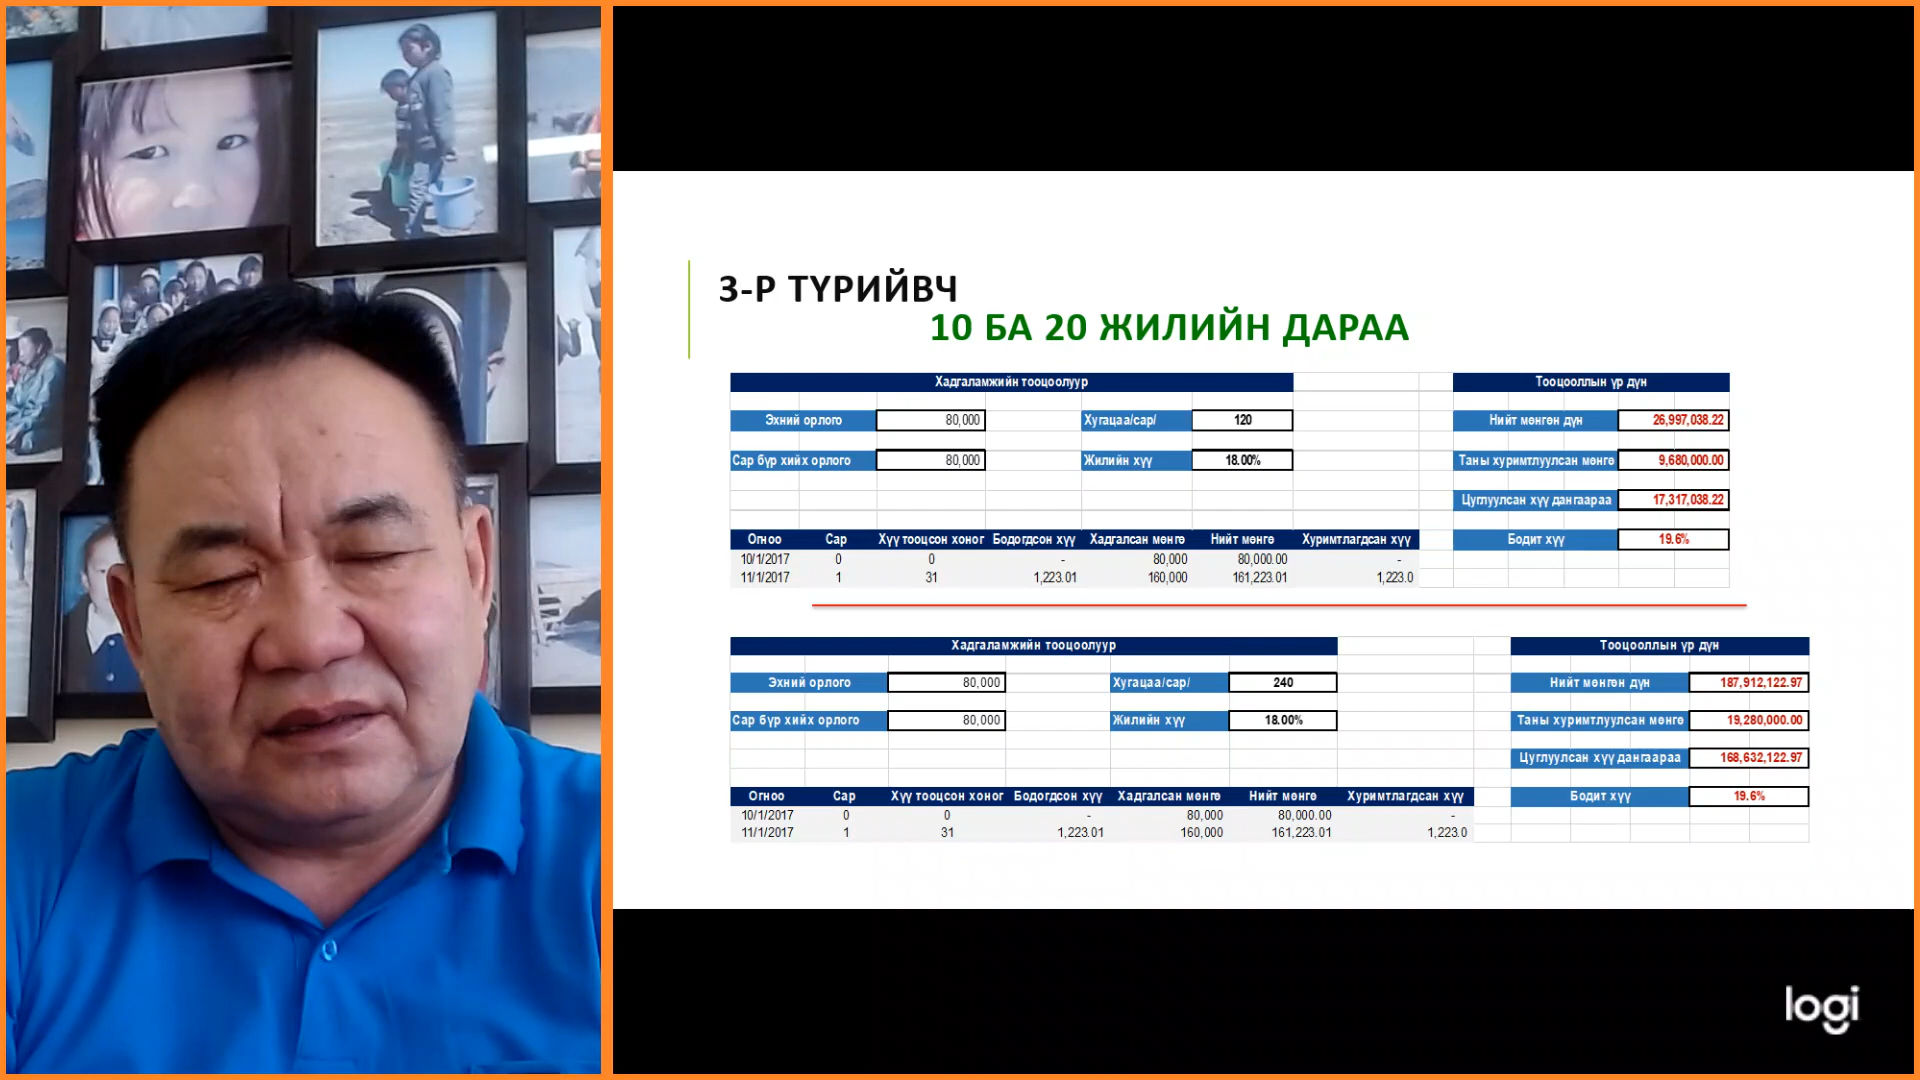 3-Р ТҮРИЙВЧ
10 БА 20 ЖИЛИЙН ДАРАА
Хадгаламжийн тооцоолуур Тооцооллын үр дүн
Эхний орлого 80,000 Хугацаа/сар/ 120 Нийт мөнгөн дүн 26,997,038.22
Сар бүр хийх орлого 80,000 Жилийн хүү 18.00% Таны хуримтлуулсан мөнгө 9,680,000.00
Цуглуулсан хүү дангаараа 17,317,038.22
Огноо Сар Хүү тооцсон хоног Бодогдсон хүү Хадгалсан мөнгө Нийт мөнгө Хуримтлагдсан хүү Бодит хүү 19.6%
10/1/2017 0 0 - 80,000 80,000.00 -
11/1/2017 1 31 1,223.01 160,000 161,223.01 1,223.0
Хадгаламжийн тооцоолуур Тооцооллын үр дүн
Эхний орлого 80,000 Хугацаа/сар/ 240 Нийт мөнгөн дүн 187,912,122.97
Сар бүр хийх орлого 80,000 Жилийн хүү 18.00% Таны хуримтлуулсан мөнгө 19,280,000.00
Цуглуулсан хүү дангаараа 168,632,122.97
Огноо Сар Хүү тооцсон хоног Бодогдсон хүү Хадгалсан мөнгө Нийт мөнгө Хуримтлагдсан хүү Бодит хүү 19.6%
10/1/2017 0 0 - 80,000 80,000.00 -
11/1/2017 1 31 1,223.01 160,000 161,223.01 1,223.0
logi